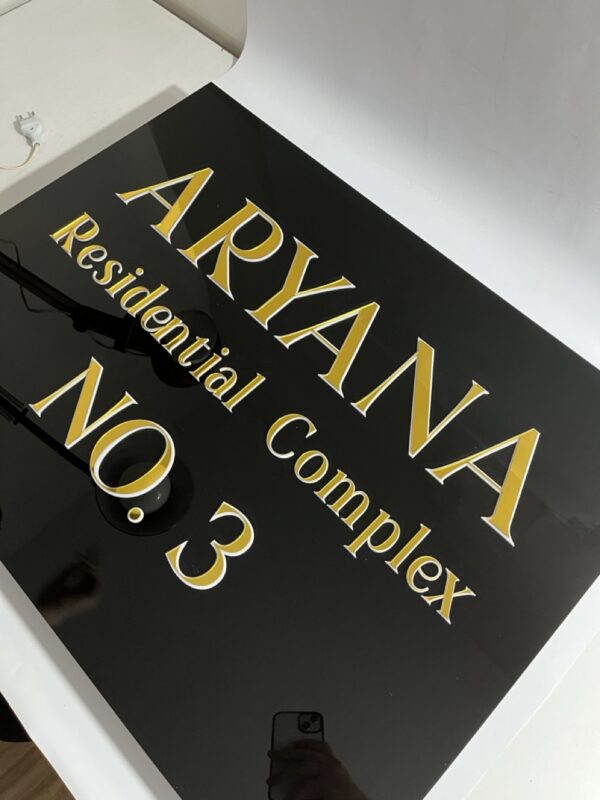 ARYANA
Residential Complex
NO. 3